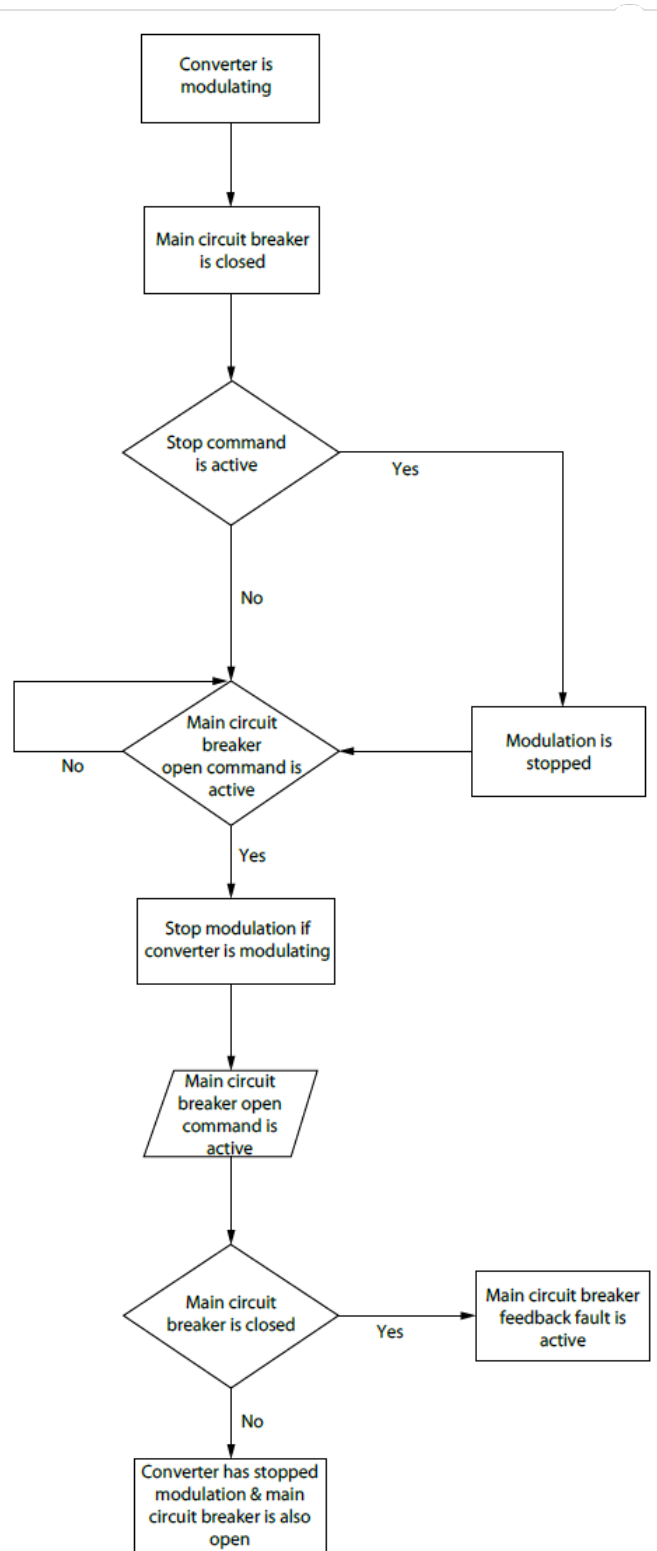 Converter is
modulating
Main circuit breaker
is closed
Stop command
is active
Yes
No
Main circuit
breaker
open command is
active
No
Modulation is
stopped
Yes
Stop modulation if
converter is modulating
Main circuit
breaker open
command is
active
Main circuit
breaker is closed
Yes
Main circuit breaker
feedback fault is
active
No
Converter has stopped
modulation & main
circuit breaker is also
open